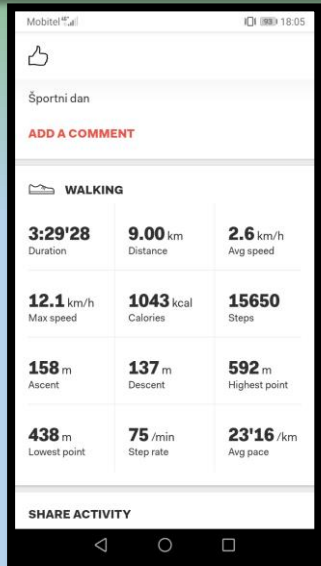 Mobitel 93 18:05
Športni dan
ADD A COMMENT
WALKING
3:29'28 9.00 km 2.6 km/h
Duration Distance Avg speed
12.1 km/h 1043 kcal 15650
Max speed Calories Steps
158 m 137 m 592 m
Ascent Descent Highest point
438 m 75 /min 23'16 /km
Lowest point Step rate Avg pace
SHARE ACTIVITY